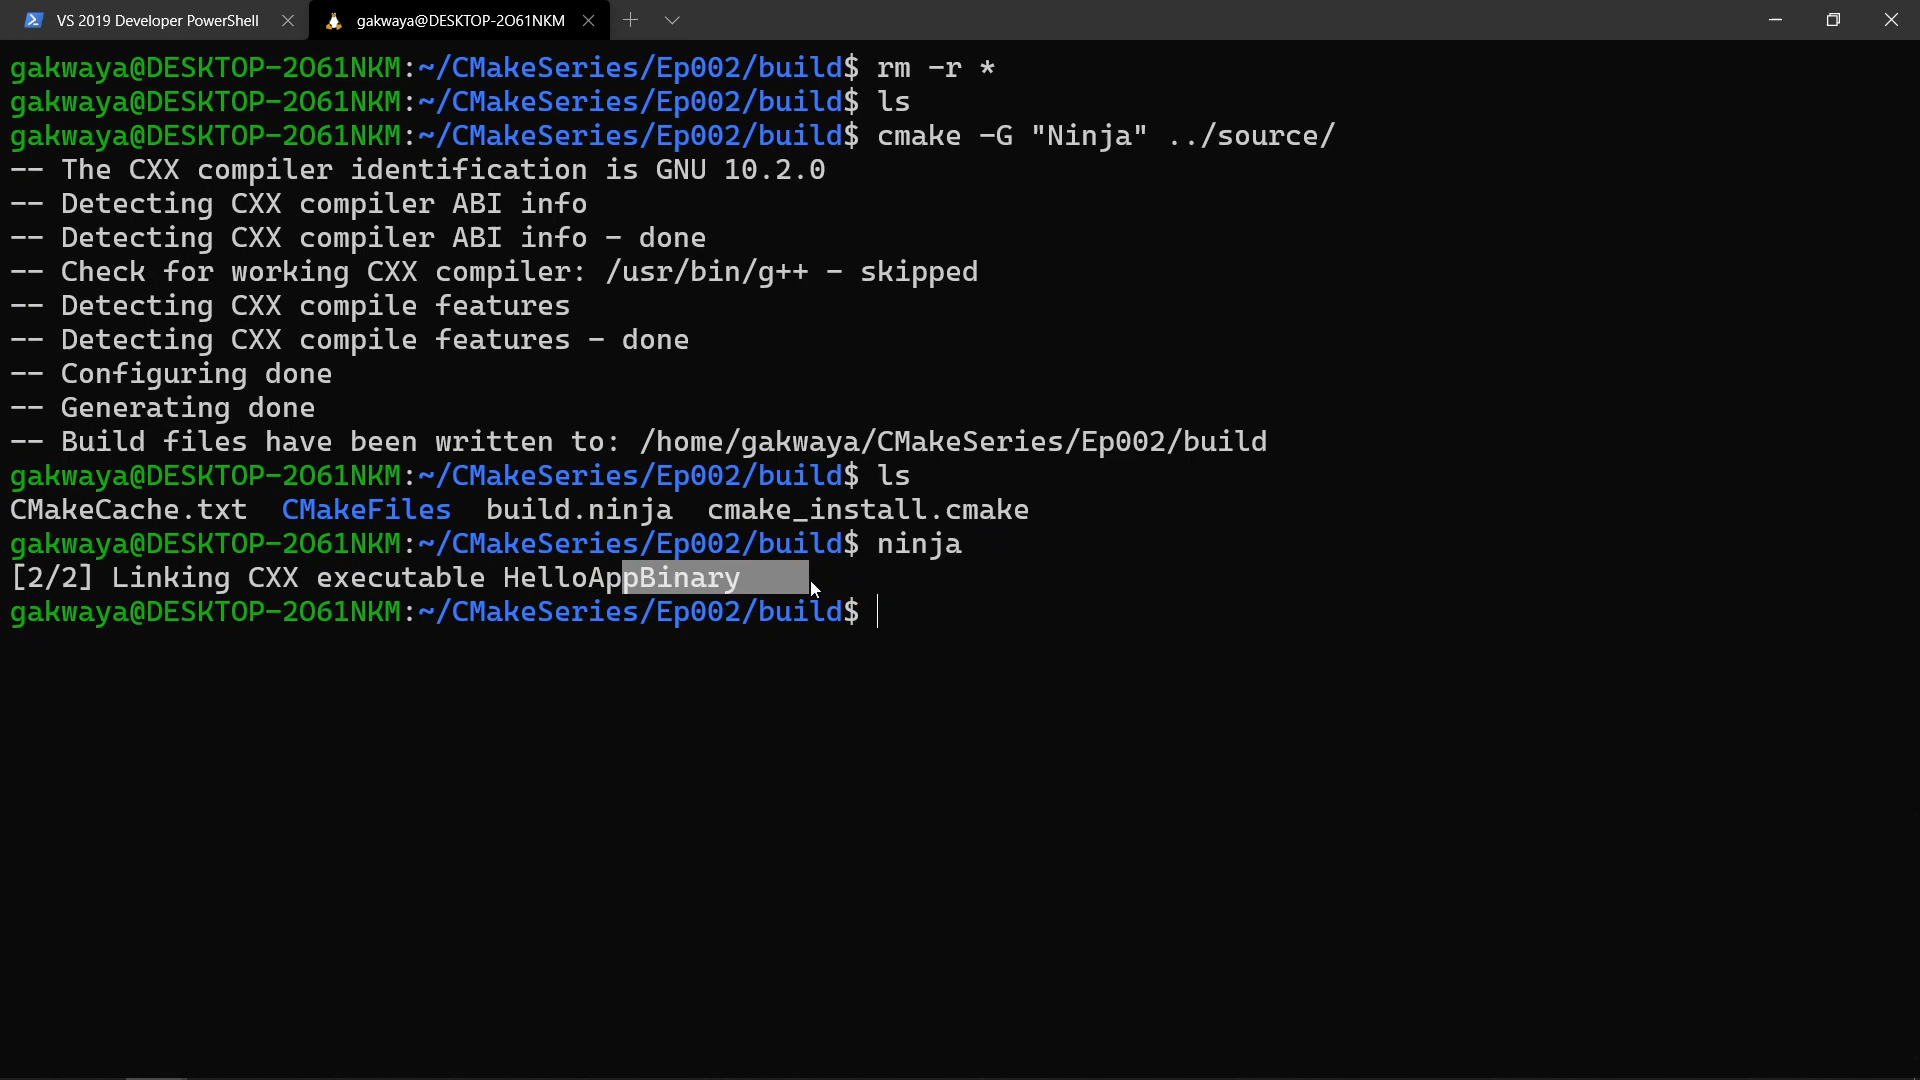 VS 2019 Developer PowerShell
gakwaya@DESKTOP-2O61NKM
gakwaya@DESKTOP-2O61NKM:~/CMakeSeries/Ep002/build$ rm -r *
gakwaya@DESKTOP-2O61NKM:~/CMakeSeries/Ep002/build$ ls
gakwaya@DESKTOP-2O61NKM:~/CMakeSeries/Ep002/build$ cmake -G "Ninja" ../source/
-- The CXX compiler identification is GNU 10.2.0
-- Detecting CXX compiler ABI info
-- Detecting CXX compiler ABI info - done
-- Check for working CXX compiler: /usr/bin/g++ - skipped
-- Detecting CXX compile features
-- Detecting CXX compile features - done
-- Configuring done
-- Generating done
-- Build files have been written to: /home/gakwaya/CMakeSeries/Ep002/build
gakwaya@DESKTOP-2O61NKM:~/CMakeSeries/Ep002/build$ ls
CMakeCache.txt  CMakeFiles  build.ninja  cmake_install.cmake
gakwaya@DESKTOP-2O61NKM:~/CMakeSeries/Ep002/build$ ninja
[2/2] Linking CXX executable HelloAppBinary
gakwaya@DESKTOP-2O61NKM:~/CMakeSeries/Ep002/build$